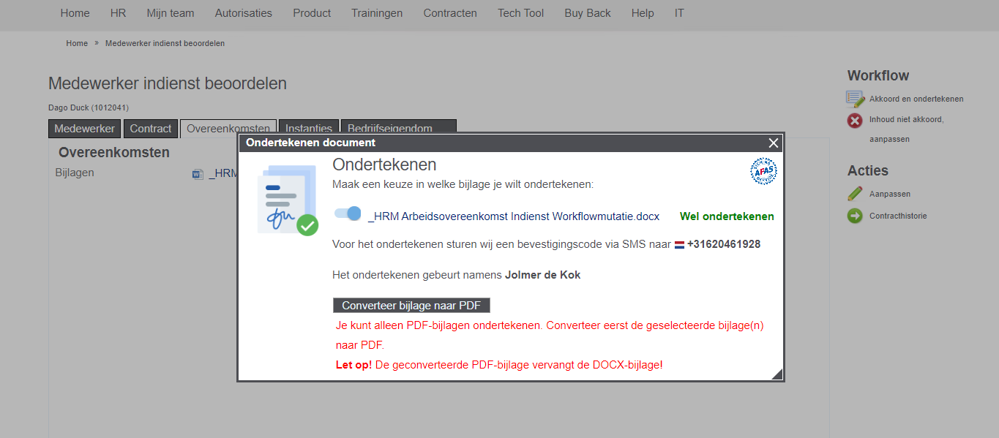 Home HR Mijn team Autorisaties Product Trainingen Contracten Tech Tool Buy Back Help IT
Home » Medewerker indienst beoordelen
Medewerker indienst beoordelen
Dago Duck (1012041)
Medewerker Contract Overeenkomsten Instanties Bedrijfseigendom
Overeenkomsten
Bijlagen _HRM
Ondertekenen document
Ondertekenen
AFAS
Maak een keuze in welke bijlage je wilt ondertekenen:
_HRM Arbeidsovereenkomst Indienst Workflowmutatie.docx Wel ondertekenen
Voor het ondertekenen sturen wij een bevestigingscode via SMS naar +31620461928
Het ondertekenen gebeurt namens Jolmer de Kok
Converteer bijlage naar PDF
Je kunt alleen PDF-bijlagen ondertekenen. Converteer eerst de geselecteerde bijlage(n)
naar PDF.
Let op! De geconverteerde PDF-bijlage vervangt de DOCX-bijlage!
Workflow
Akkoord en ondertekenen
Inhoud niet akkoord,
aanpassen
Acties
Aanpassen
Contracthistorie